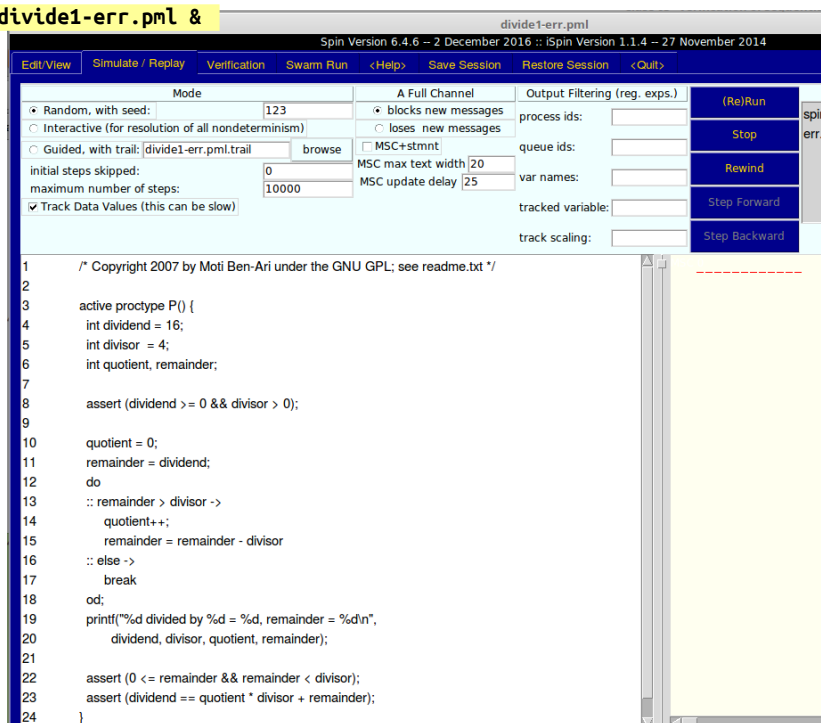 divide1-err.pml &
divide1-err.pml
Spin Version 6.4.6 -- 2 December 2016 :: iSpin Version 1.1.4 -- 27 November 2014
Edit/View Simulate / Replay Verification Swarm Run <Help> Save Session Restore Session <Quit>
Mode A Full Channel Output Filtering (reg. exps.)
(Re)Run
Random, with seed: 123 blocks new messages process ids:
Interactive (for resolution of all nondeterminism) loses new messages
Stop
Guided, with trail: divide1-err.pml.trail browse MSC+stmnt queue ids:
initial steps skipped: 0 MSC max text width 20
Rewind
maximum number of steps: 10000 MSC update delay 25 var names:
Track Data Values (this can be slow) tracked variable: Step Forward
track scaling: Step Backward
1 /* Copyright 2007 by Moti Ben-Ari under the GNU GPL; see readme.txt */
2
3 active proctype P() {
4 int dividend = 16;
5 int divisor = 4;
6 int quotient, remainder;
7
8 assert (dividend >= 0 && divisor > 0);
9
10 quotient = 0;
11 remainder = dividend;
12 do
13 :: remainder > divisor ->
14 quotient++;
15 remainder = remainder - divisor
16 :: else ->
17 break
18 od;
19 printf("%d divided by %d = %d, remainder = %d\n",
20 dividend, divisor, quotient, remainder);
21
22 assert (0 <= remainder && remainder < divisor);
23 assert (dividend == quotient * divisor + remainder);
24 }